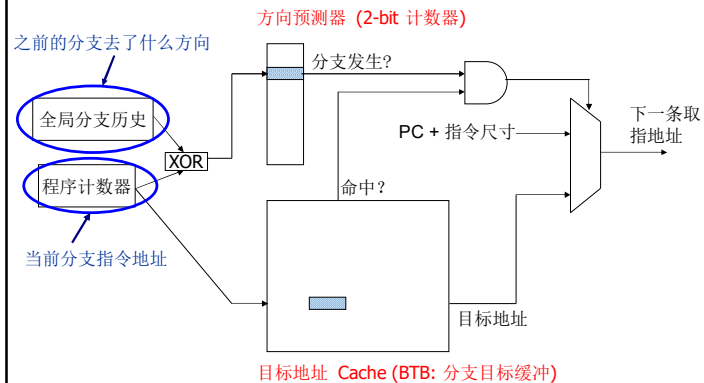 方向预测器 (2-bit 计数器)
之前的分支去了什么方向
分支发生?
全局分支历史
PC + 指令尺寸
下一条取
指地址
XOR
程序计数器
命中?
当前分支指令地址
目标地址
目标地址 Cache (BTB: 分支目标缓冲)